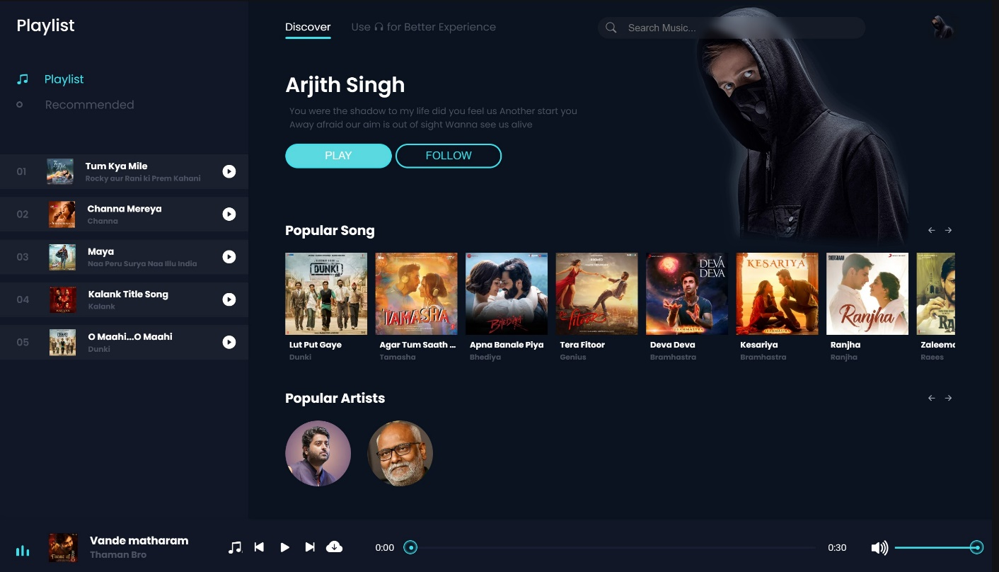 Playlist
Discover
Use for Better Experience
Search Music...
Playlist
Recommended
Arjith Singh
You were the shadow to my life did you feel us Another start you
Away afraid our aim is out of sight Wanna see us alive
PLAY
FOLLOW
01
Tum Kya Mile
Rocky aur Rani ki Prem Kahani
02
Channa Mereya
Channa
03
Maya
Naa Peru Surya Naa Illu India
04
Kalank Title Song
Kalank
05
O Maahi...O Maahi
Dunki
Popular Song
DUNKI
TAMASHA
BHEDIYA
Fitoor
DEVA
DEVA
BRAHMASTRA
KESARIYA
BRAHMASTRA
SHERSHAAH
Ranjha
RA
Lut Put Gaye
Dunki
Agar Tum Saath ...
Tamasha
Apna Banale Piya
Bhediya
Tera Fitoor
Genius
Deva Deva
Bramhastra
Kesariya
Bramhastra
Ranjha
Ranjha
Zaleema
Raees
Popular Artists
Vande matharam
Thaman Bro
0:00
0:30